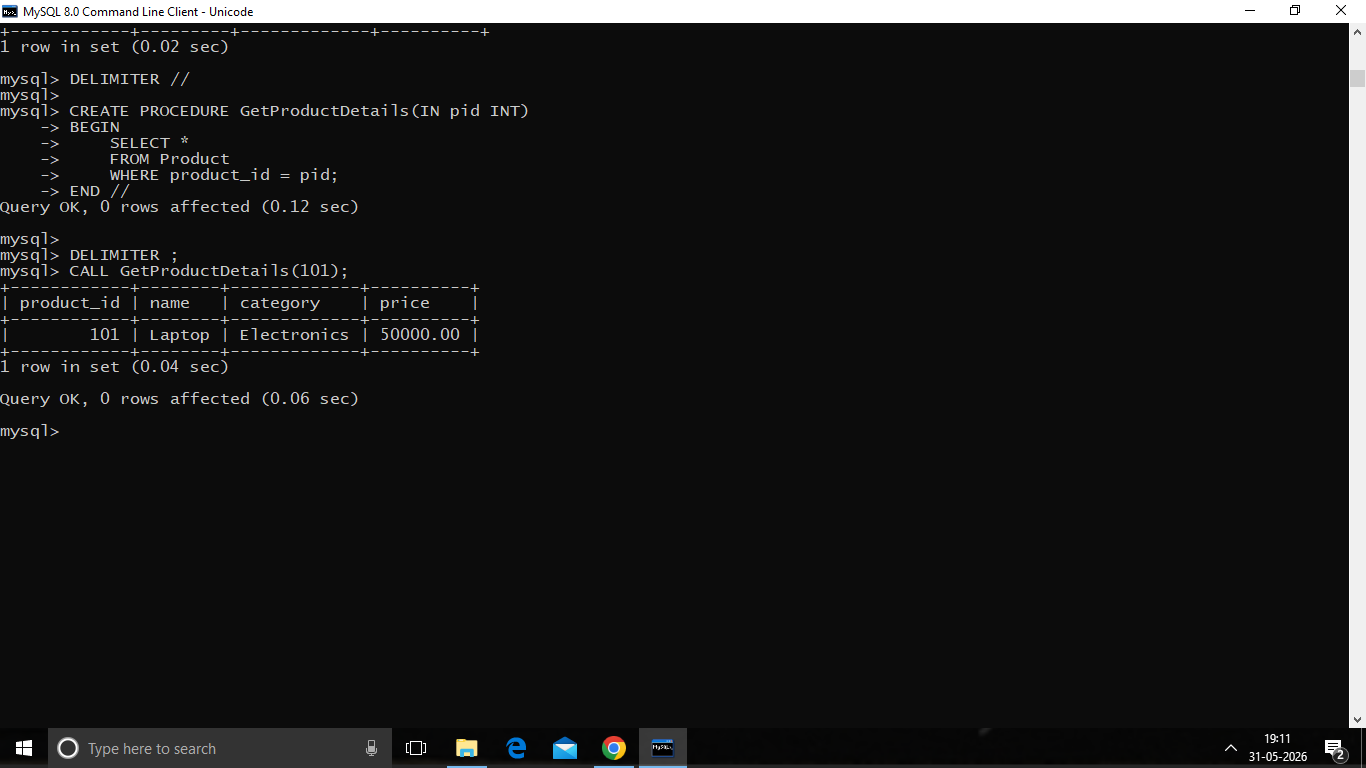 MySQL 8.0 Command Line Client - Unicode
+------------+---------+-------------+----------+
1 row in set (0.02 sec)
mysql> DELIMITER //
mysql>
mysql> CREATE PROCEDURE GetProductDetails(IN pid INT)
    -> BEGIN
    ->     SELECT *
    ->     FROM Product
    ->     WHERE product_id = pid;
    -> END //
Query OK, 0 rows affected (0.12 sec)
mysql>
mysql> DELIMITER ;
mysql> CALL GetProductDetails(101);
+------------+--------+-------------+----------+
| product_id | name   | category    | price    |
+------------+--------+-------------+----------+
|        101 | Laptop | Electronics | 50000.00 |
+------------+--------+-------------+----------+
1 row in set (0.04 sec)
Query OK, 0 rows affected (0.06 sec)
mysql>
Type here to search
MySQL
19:11
31-05-2026
2